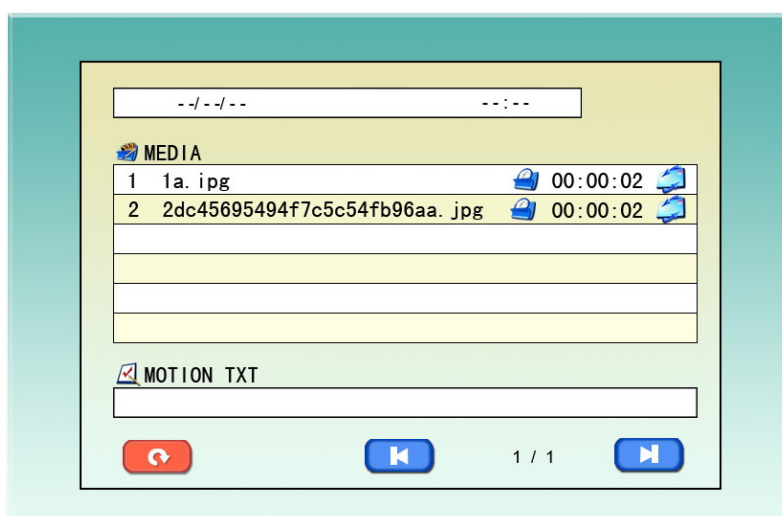 --/--/-- --:--
MEDIA
1 1a.ipg 00:00:02
2 2dc45695494f7c5c54fb96aa.jpg 00:00:02
MOTION TXT
1 / 1